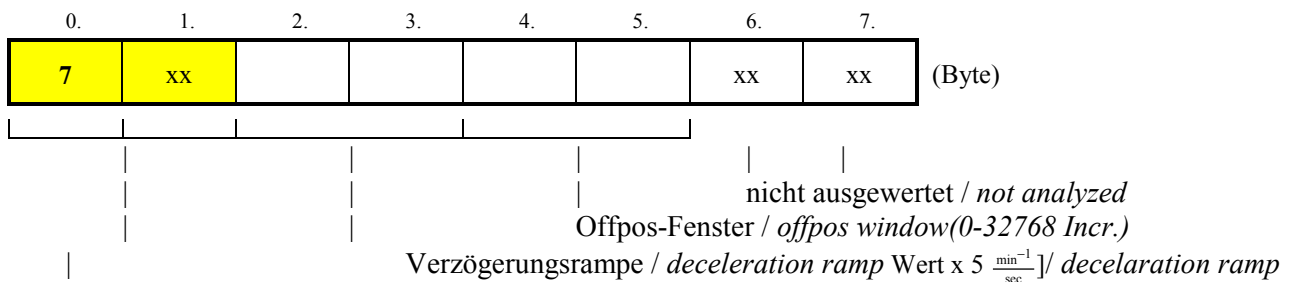 0. 1. 2. 3. 4. 5. 6. 7.
7 xx xx xx (Byte)
nicht ausgewertet / not analyzed
Offpos-Fenster / offpos window(0-32768 Incr.)
Verzögerungsrampe / deceleration ramp Wert x 5 min⁻¹/sec ]/ decelaration ramp